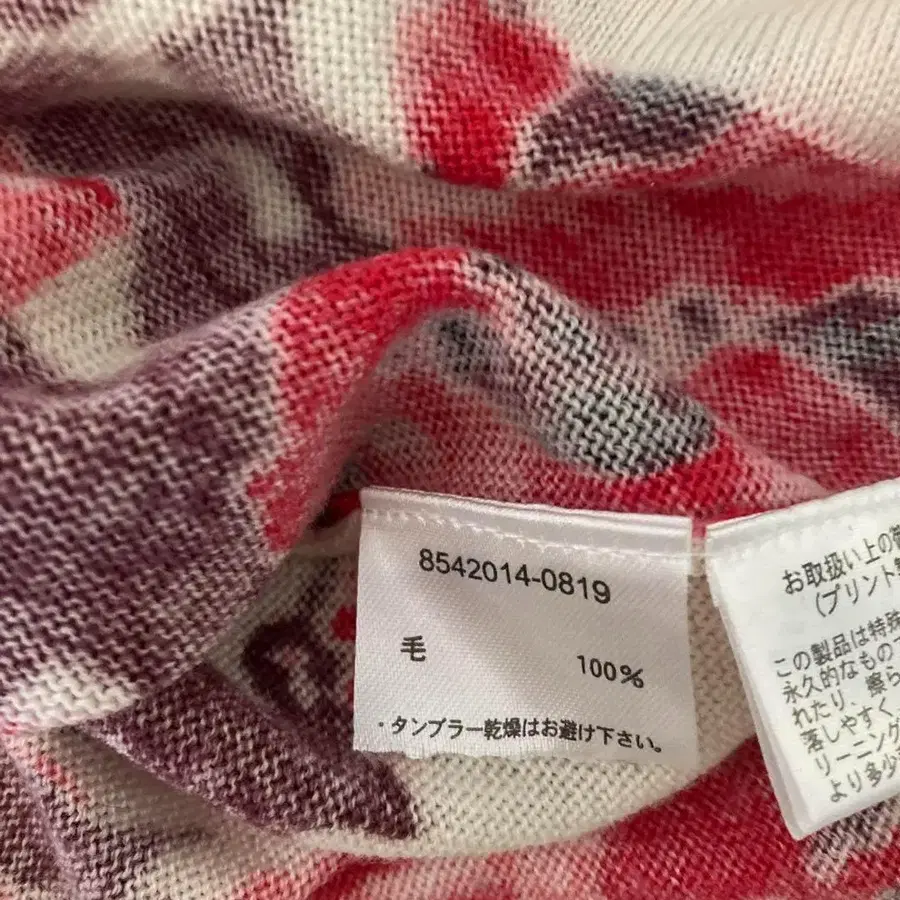 8542014-0819
毛 100%
・タンブラー乾燥はお避け下さい。
お取扱い上の
(プリント
この製品は特殊
永久的なもの
れたり、擦ら
落しやすく、
リーニング
より多少